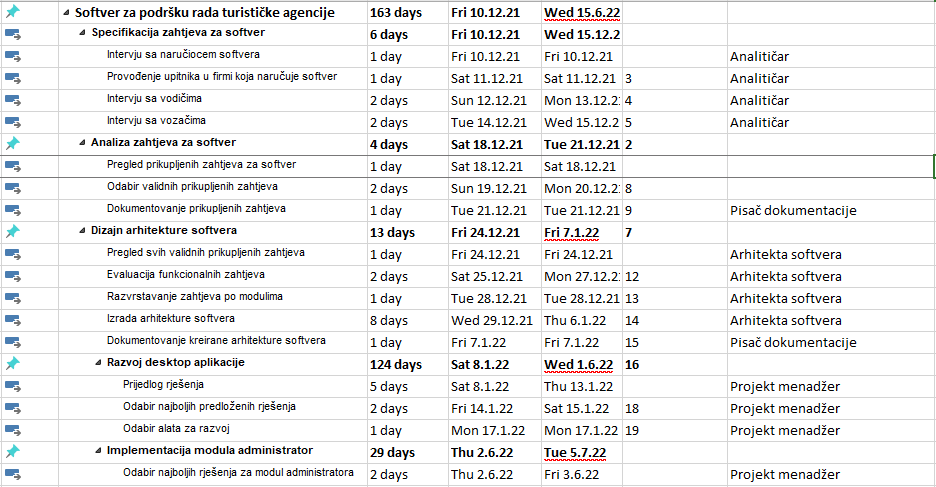 Softver za podršku rada turističke agencije 163 days Fri 10.12.21 Wed 15.6.22
Specifikacija zahtjeva za softver 6 days Fri 10.12.21 Wed 15.12.2
Intervju sa naručiocem softvera 1 day Fri 10.12.21 Fri 10.12.21 Analitičar
Provođenje upitnika u firmi koja naručuje softver 1 day Sat 11.12.21 Sat 11.12.21 3 Analitičar
Intervju sa vodičima 2 days Sun 12.12.21 Mon 13.12.21 4 Analitičar
Intervju sa vozačima 2 days Tue 14.12.21 Wed 15.12.2 5 Analitičar
Analiza zahtjeva za softver 4 days Sat 18.12.21 Tue 21.12.21 2
Pregled prikupljenih zahtjeva za softver 1 day Sat 18.12.21 Sat 18.12.21
Odabir validnih prikupljenih zahtjeva 2 days Sun 19.12.21 Mon 20.12.21 8
Dokumentovanje prikupljenih zahtjeva 1 day Tue 21.12.21 Tue 21.12.21 9 Pisač dokumentacije
Dizajn arhitekture softvera 13 days Fri 24.12.21 Fri 7.1.22 7
Pregled svih validnih prikupljenih zahtjeva 1 day Fri 24.12.21 Fri 24.12.21 Arhitekta softvera
Evaluacija funkcionalnih zahtjeva 2 days Sat 25.12.21 Mon 27.12.21 12 Arhitekta softvera
Razvrstavanje zahtjeva po modulima 1 day Tue 28.12.21 Tue 28.12.21 13 Arhitekta softvera
Izrada arhitekture softvera 8 days Wed 29.12.21 Thu 6.1.22 14 Arhitekta softvera
Dokumentovanje kreirane arhitekture softvera 1 day Fri 7.1.22 Fri 7.1.22 15 Pisač dokumentacije
Razvoj desktop aplikacije 124 days Sat 8.1.22 Wed 1.6.22 16
Prijedlog rješenja 5 days Sat 8.1.22 Thu 13.1.22 Projekt menadžer
Odabir najboljih predloženih rješenja 2 days Fri 14.1.22 Sat 15.1.22 18 Projekt menadžer
Odabir alata za razvoj 1 day Mon 17.1.22 Mon 17.1.22 19 Projekt menadžer
Implementacija modula administrator 29 days Thu 2.6.22 Tue 5.7.22
Odabir najboljih rješenja za modul administratora 2 days Thu 2.6.22 Fri 3.6.22 Projekt menadžer